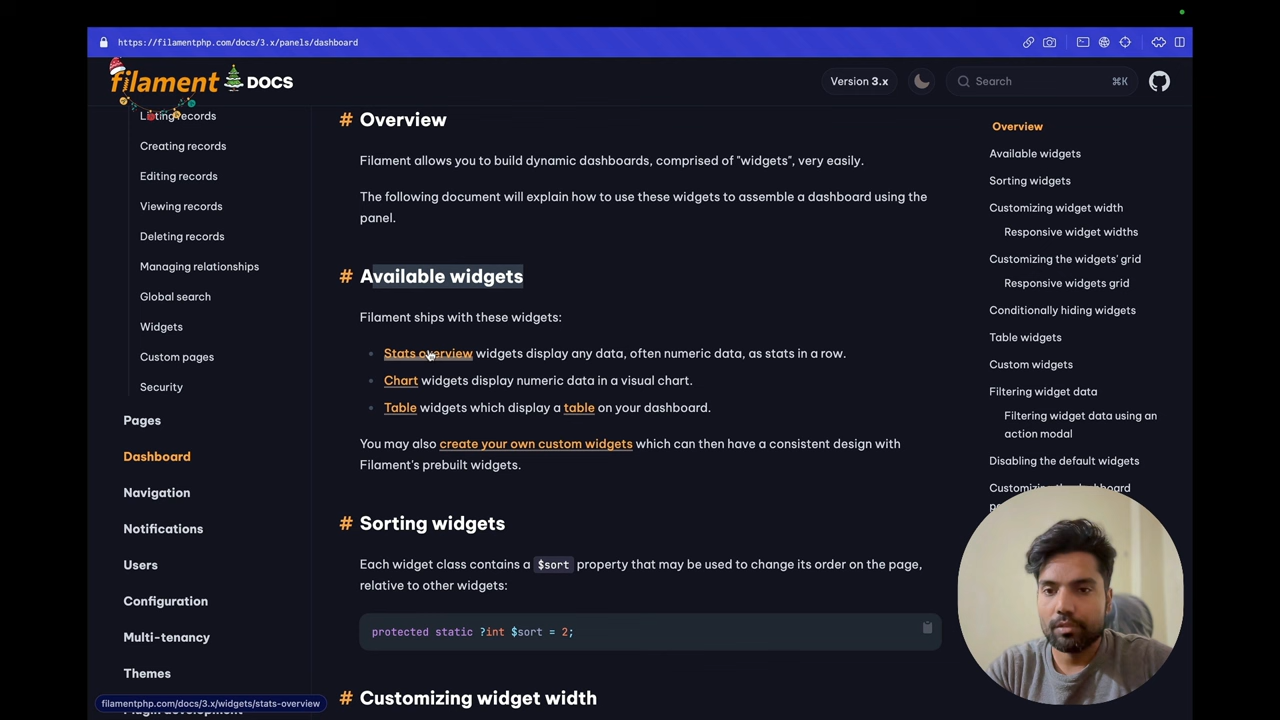 https://filamentphp.com/docs/3.x/panels/dashboard
filament DOCS
Version 3.x
Search
⌘K
Listing records
Creating records
Editing records
Viewing records
Deleting records
Managing relationships
Global search
Widgets
Custom pages
Security
Pages
Dashboard
Navigation
Notifications
Users
Configuration
Multi-tenancy
Themes
Plugin development
filamentphp.com/docs/3.x/widgets/stats-overview
# Overview
Filament allows you to build dynamic dashboards, comprised of "widgets", very easily.
The following document will explain how to use these widgets to assemble a dashboard using the
panel.
# Available widgets
Filament ships with these widgets:
Stats overview widgets display any data, often numeric data, as stats in a row.
Chart widgets display numeric data in a visual chart.
Table widgets which display a table on your dashboard.
You may also create your own custom widgets which can then have a consistent design with
Filament's prebuilt widgets.
# Sorting widgets
Each widget class contains a $sort property that may be used to change its order on the page,
relative to other widgets:
protected static ?int $sort = 2;
# Customizing widget width
Overview
Available widgets
Sorting widgets
Customizing widget width
Responsive widget widths
Customizing the widgets' grid
Responsive widgets grid
Conditionally hiding widgets
Table widgets
Custom widgets
Filtering widget data
Filtering widget data using an
action modal
Disabling the default widgets
Customizing the dashboard